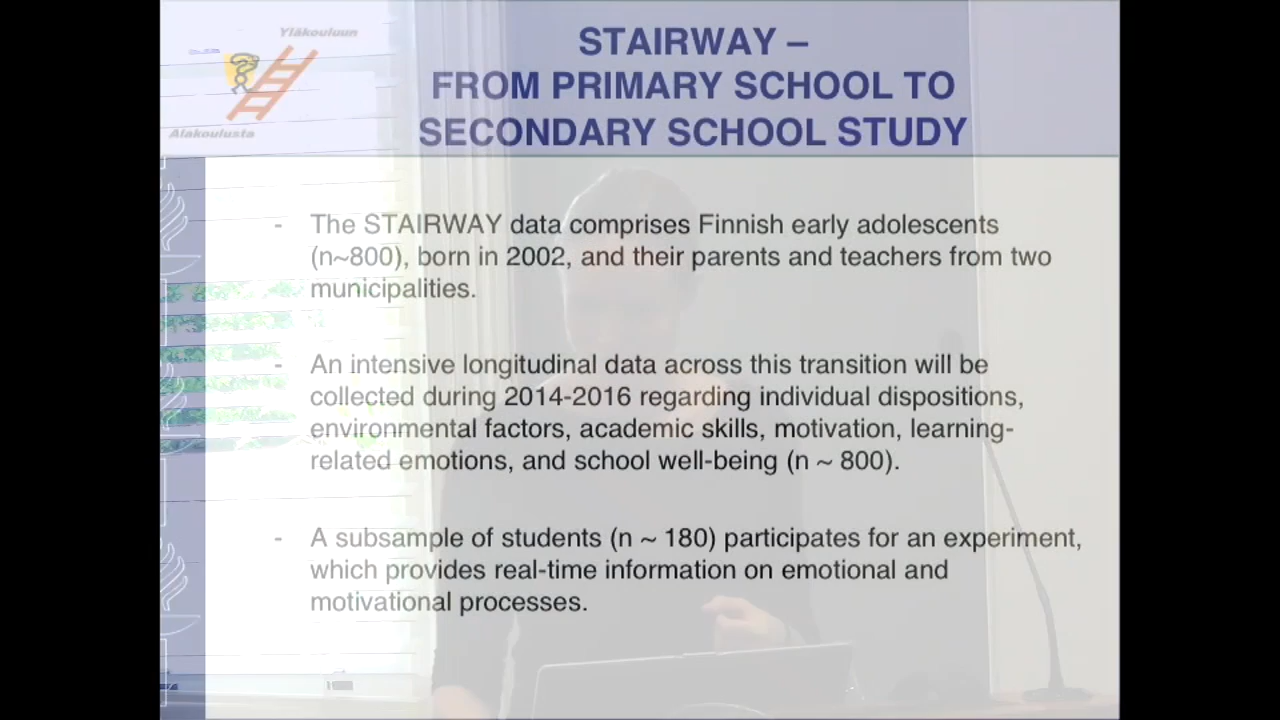 Yläkouluun
Alakoulusta
STAIRWAY –
FROM PRIMARY SCHOOL TO
SECONDARY SCHOOL STUDY
- The STAIRWAY data comprises Finnish early adolescents
(n~800), born in 2002, and their parents and teachers from two
municipalities.
- An intensive longitudinal data across this transition will be
collected during 2014-2016 regarding individual dispositions,
environmental factors, academic skills, motivation, learning-
related emotions, and school well-being (n ~ 800).
- A subsample of students (n ~ 180) participates for an experiment,
which provides real-time information on emotional and
motivational processes.